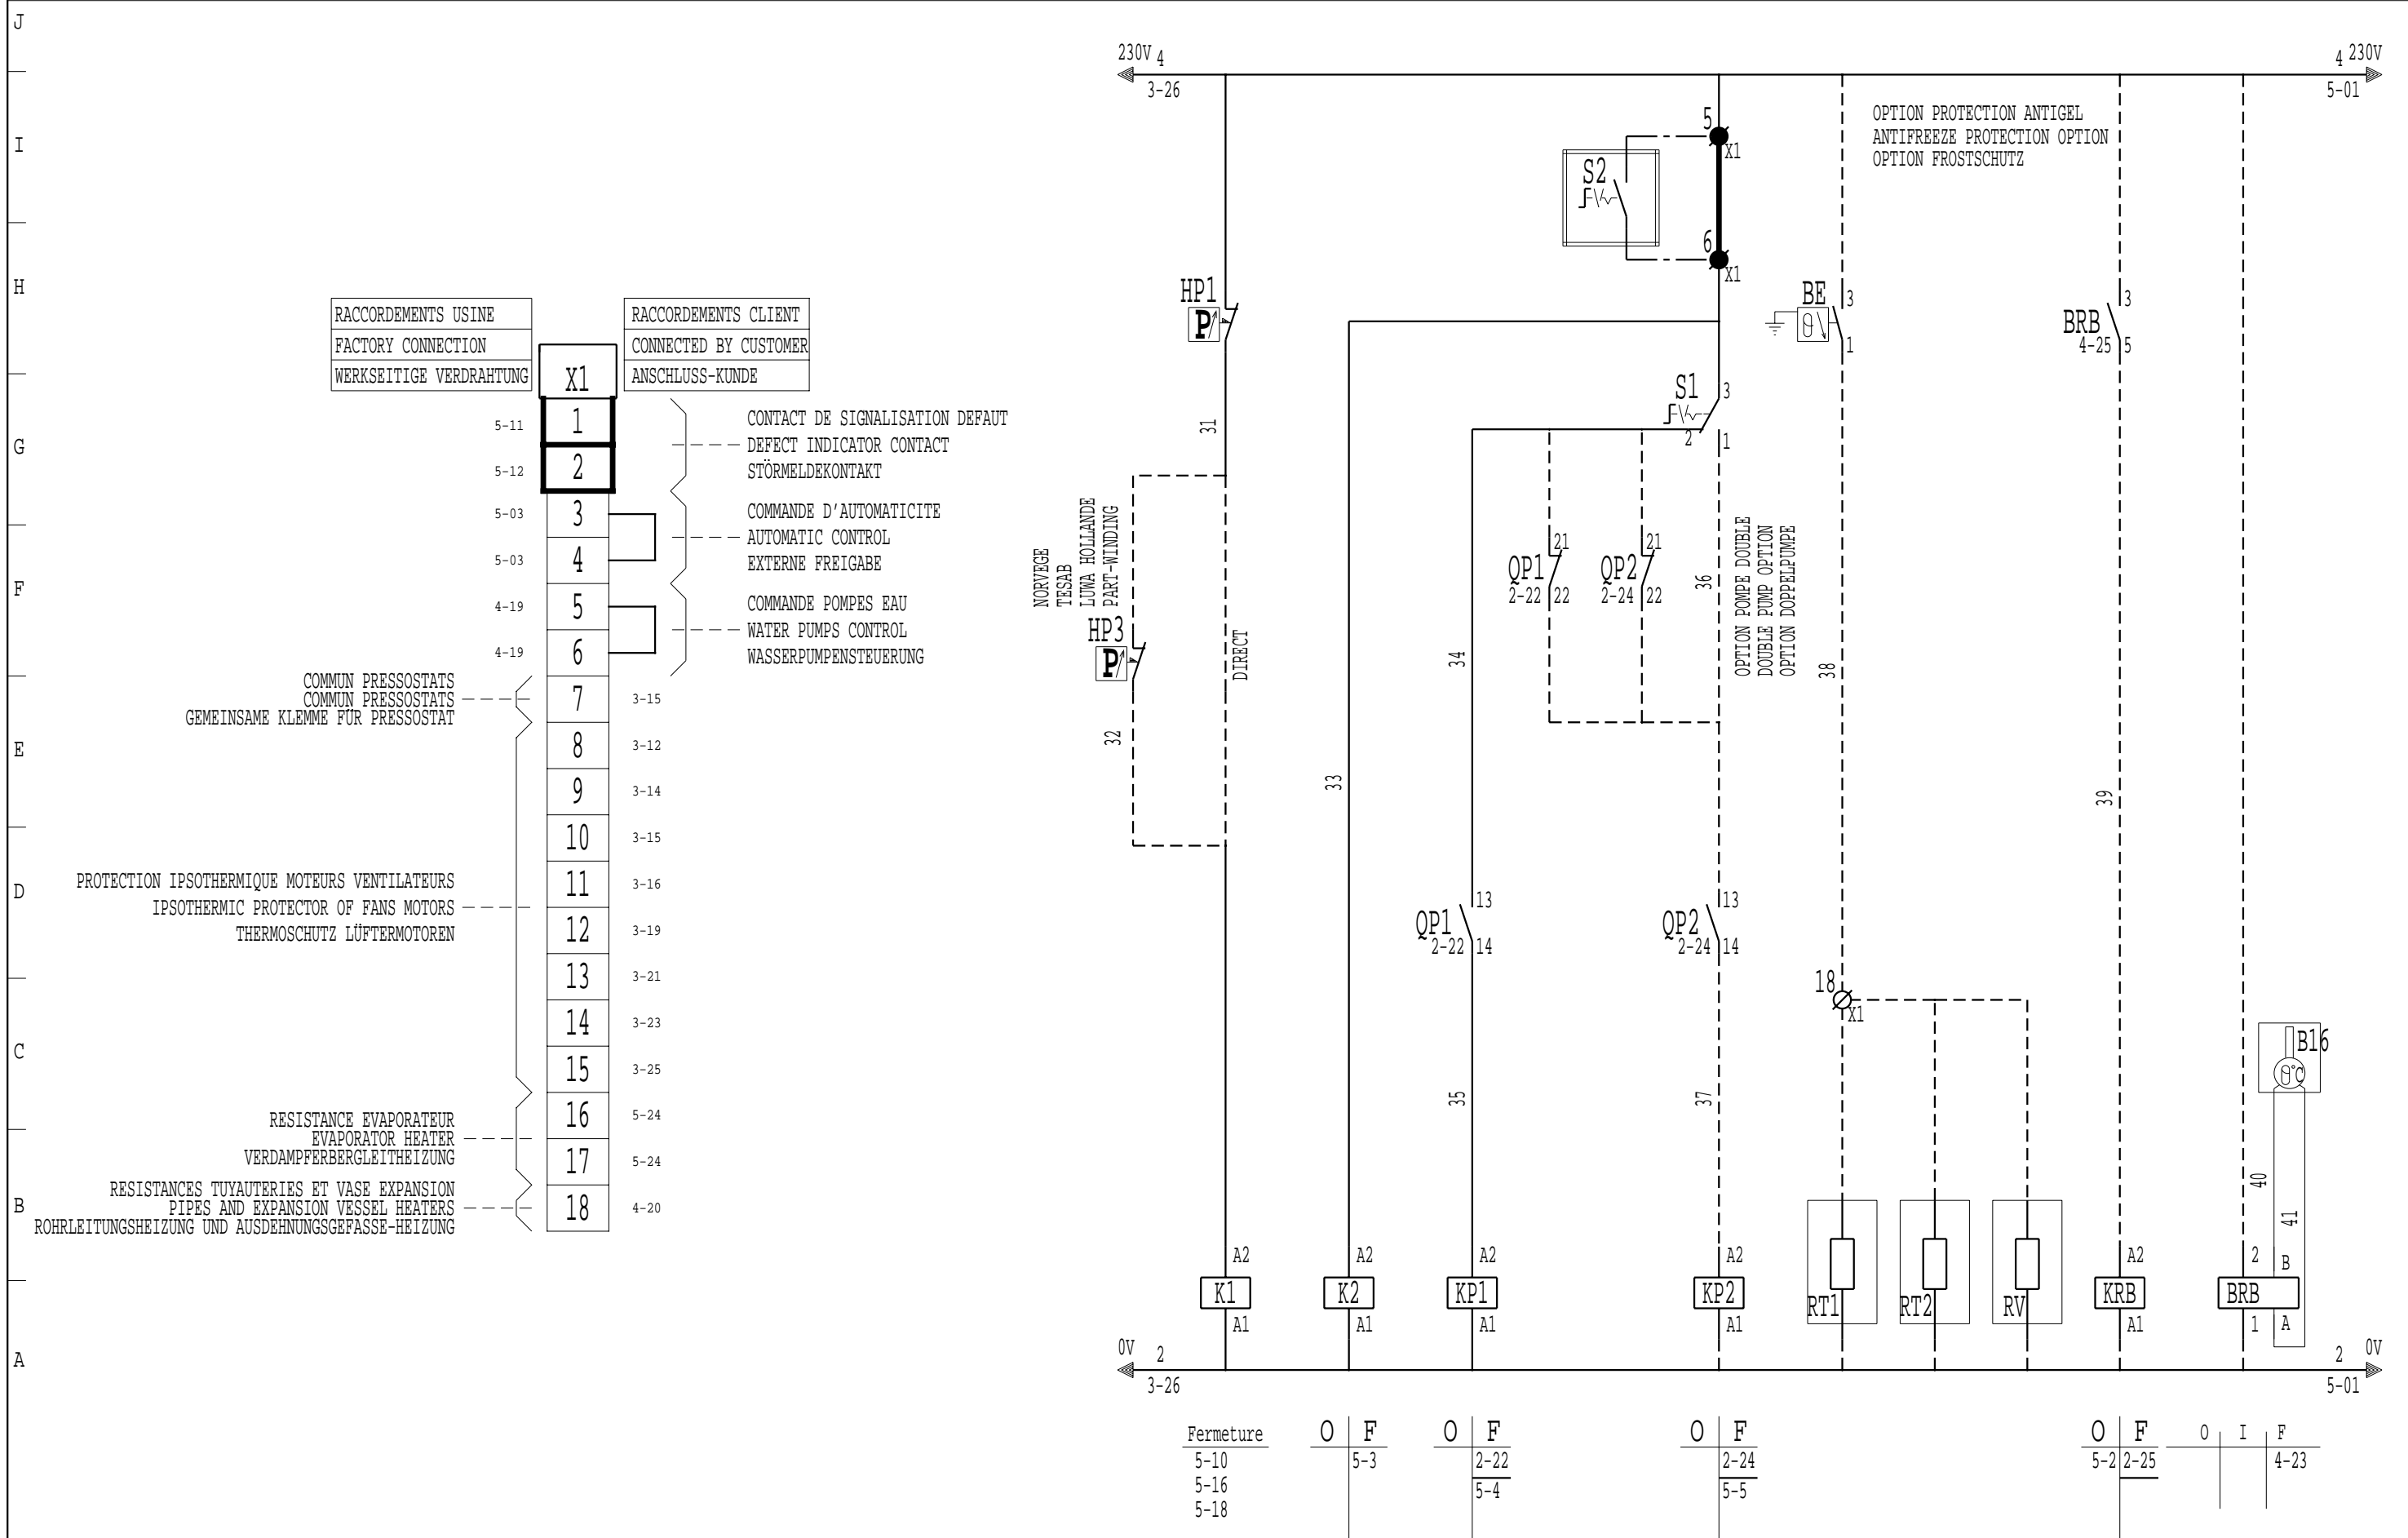 J
I
H
G
F
E
D
C
B
A
RACCORDEMENTS USINE
FACTORY CONNECTION
WERKSEITIGE VERDRAHTUNG
X1
RACCORDEMENTS CLIENT
CONNECTED BY CUSTOMER
ANSCHLUSS-KUNDE
5-11 1
5-12 2
CONTACT DE SIGNALISATION DEFAUT
DEFECT INDICATOR CONTACT
STÖRMELDEKONTAKT
5-03 3
5-03 4
COMMANDE D'AUTOMATICITE
AUTOMATIC CONTROL
EXTERNE FREIGABE
4-19 5
4-19 6
COMMANDE POMPES EAU
WATER PUMPS CONTROL
WASSERPUMPENSTEUERUNG
COMMUN PRESSOSTATS
COMMUN PRESSOSTATS
GEMEINSAME KLEMME FÜR PRESSOSTAT
7 3-15
8 3-12
9 3-14
10 3-15
11 3-16
12 3-19
13 3-21
14 3-23
15 3-25
PROTECTION IPSOTHERMIQUE MOTEURS VENTILATEURS
IPSOTHERMIC PROTECTOR OF FANS MOTORS
THERMOSCHUTZ LÜFTERMOTOREN
16 5-24
17 5-24
RESISTANCE EVAPORATEUR
EVAPORATOR HEATER
VERDAMPFERBERGLEITHEIZUNG
18 4-20
RESISTANCES TUYAUTERIES ET VASE EXPANSION
PIPES AND EXPANSION VESSEL HEATERS
ROHRLEITUNGSHEIZUNG UND AUSDEHNUNGSGEFASSE-HEIZUNG
230V 4
3-26
4 230V
5-01
OPTION PROTECTION ANTIGEL
ANTIFREEZE PROTECTION OPTION
OPTION FROSTSCHUTZ
5
X1
S2
6
X1
HP1
P
BE
θ
3
1
BRB
4-25
3
5
S1
3
2
1
31
NORVEGE
TESAB
LUWA HOLLANDE
PART-WINDING
HP3
P
32
DIRECT
33
34
QP1
2-22
21
22
QP2
2-24
21
22
36
OPTION POMPE DOUBLE
DOUBLE PUMP OPTION
OPTION DOPPELPUMPE
38
39
QP1
2-22
13
14
QP2
2-24
13
14
18
X1
35
37
B16
θ°C
40
41
A2
K1
A1
A2
K2
A1
A2
KP1
A1
A2
KP2
A1
RT1
RT2
RV
A2
KRB
A1
2
B
BRB
1
A
0V 2
3-26
2 0V
5-01
Fermeture
5-10
5-16
5-18
O F
5-3
O F
2-22
5-4
O F
2-24
5-5
O F
5-2 2-25
O I F
4-23